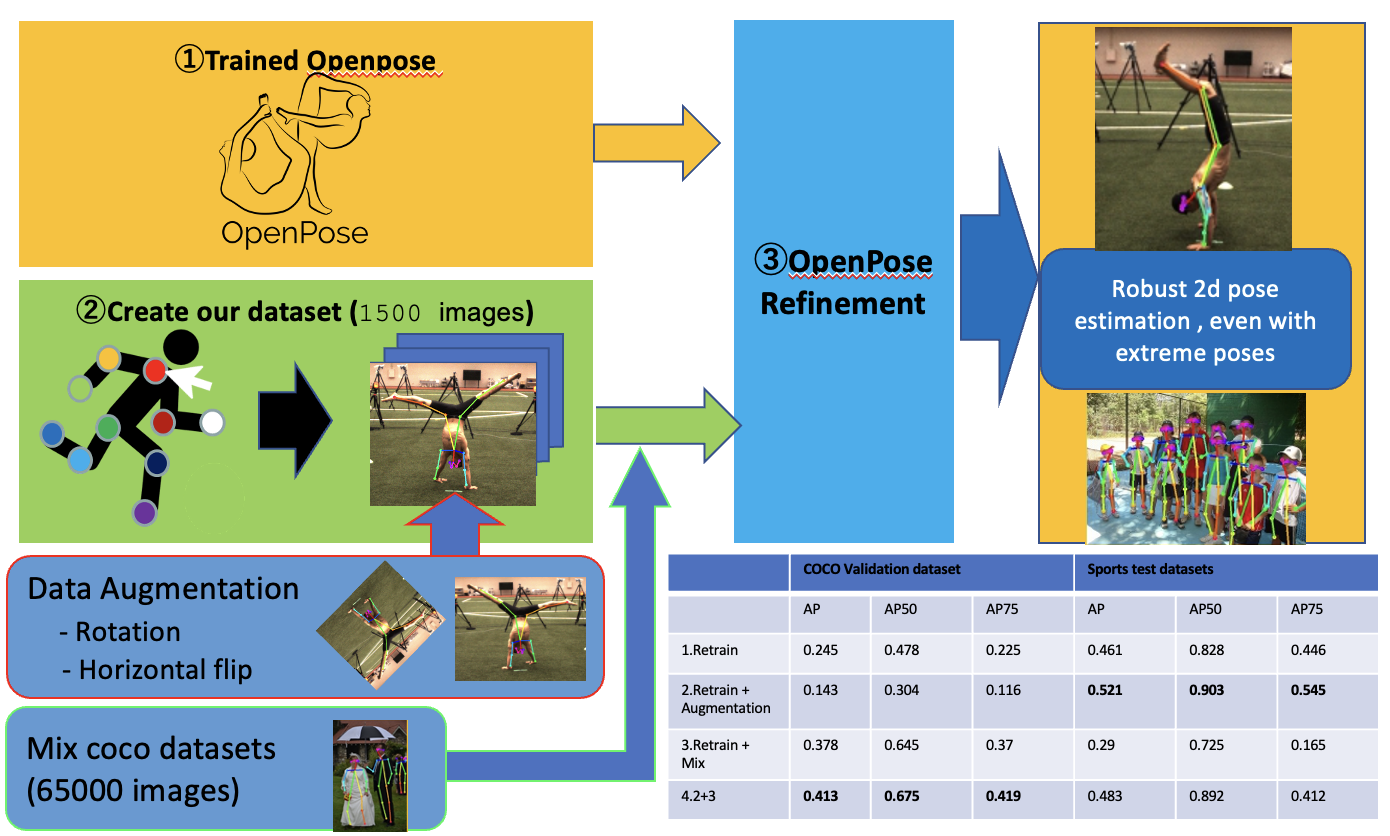 ①Trained Openpose
OpenPose
②Create our dataset (1500 images)
Data Augmentation
- Rotation
- Horizontal flip
Mix coco datasets
(65000 images)
③OpenPose
Refinement
Robust 2d pose
estimation , even with
extreme poses
COCO Validation dataset Sports test datasets
AP AP50 AP75 AP AP50 AP75
1.Retrain 0.245 0.478 0.225 0.461 0.828 0.446
2.Retrain + 0.143 0.304 0.116 0.521 0.903 0.545
Augmentation
3.Retrain + 0.378 0.645 0.37 0.29 0.725 0.165
Mix
4.2+3 0.413 0.675 0.419 0.483 0.892 0.412